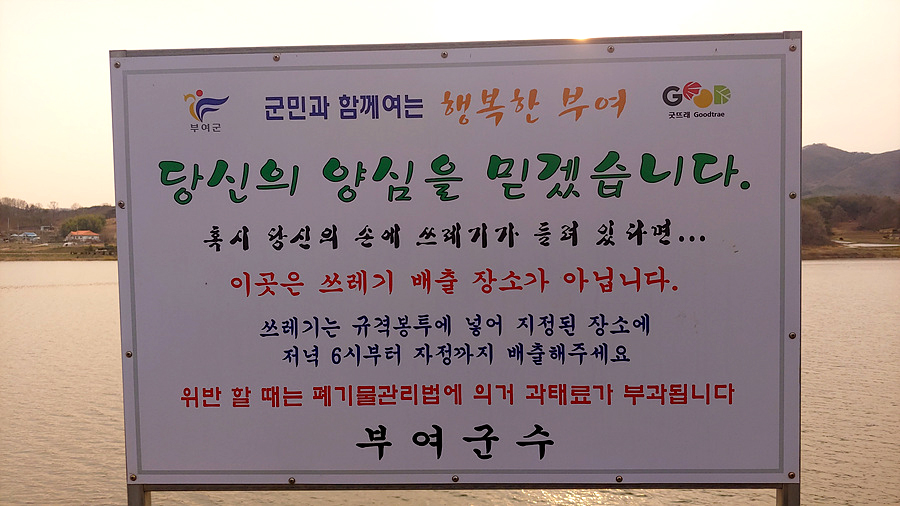 부여군
군민과 함께여는 행복한 부여
GOOD
굿뜨래 Goodtrae
당신의 양심을 믿겠습니다.
혹시 당신의 손에 쓰레기가 들려 있다면...
이곳은 쓰레기 배출 장소가 아닙니다.
쓰레기는 규격봉투에 넣어 지정된 장소에
저녁 6시부터 자정까지 배출해주세요
위반 할 때는 폐기물관리법에 의거 과태료가 부과됩니다
부여군수